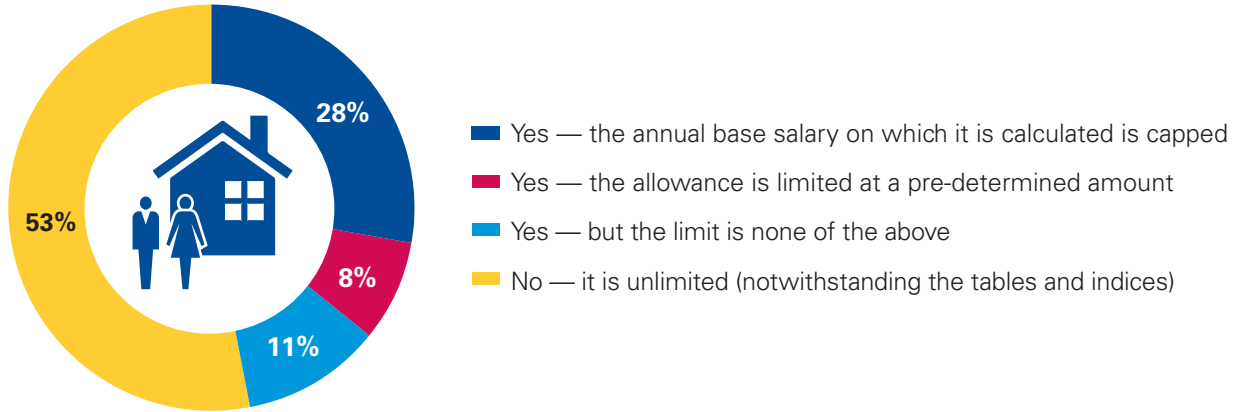 28%
8%
11%
53%
Yes — the annual base salary on which it is calculated is capped
Yes — the allowance is limited at a pre-determined amount
Yes — but the limit is none of the above
No — it is unlimited (notwithstanding the tables and indices)